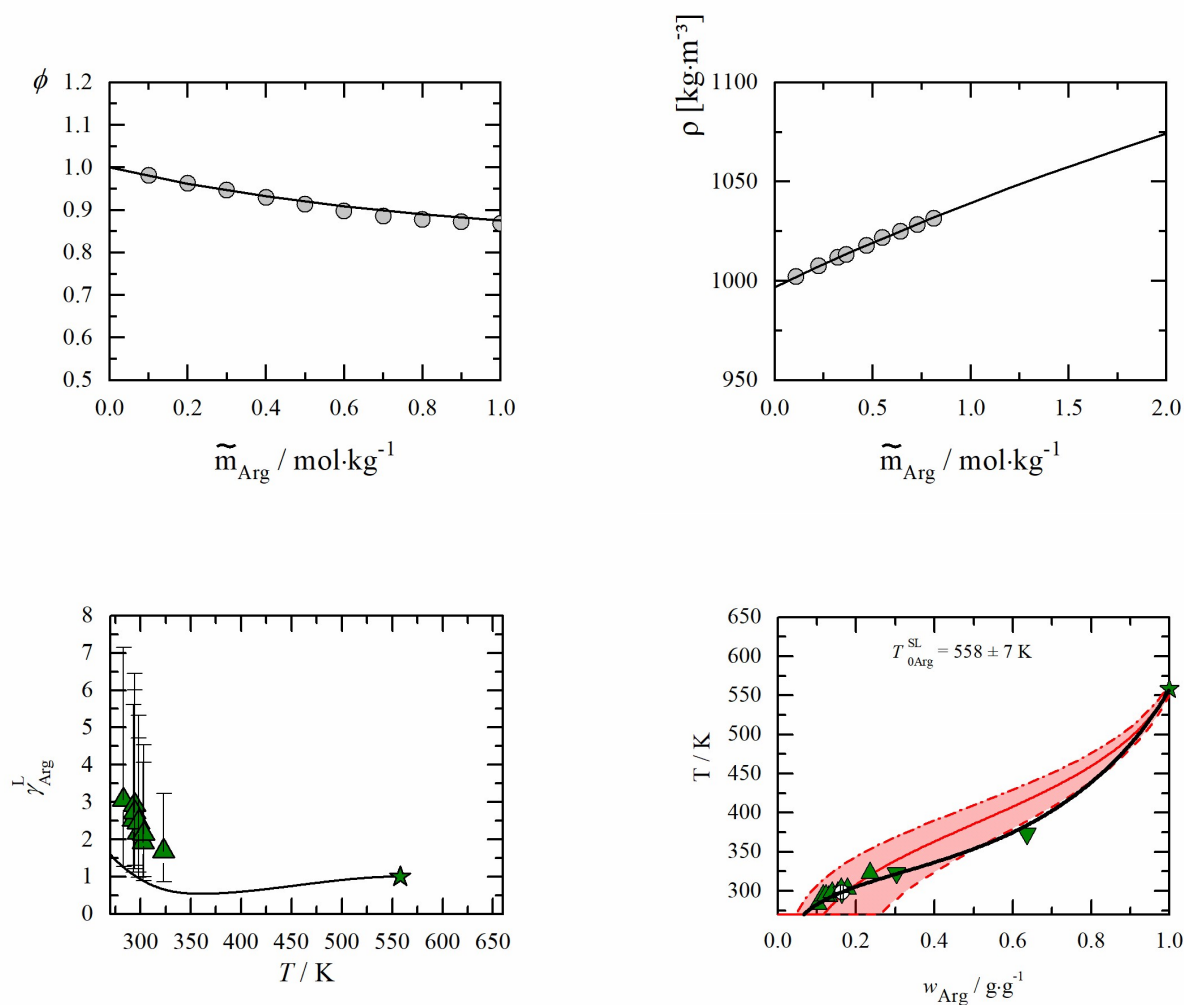 ϕ
1.2
1.1
1.0
0.9
0.8
0.7
0.6
0.5
0.0 0.2 0.4 0.6 0.8 1.0
m̃Arg / mol·kg-1
ρ [kg·m-3]
1100
1050
1000
950
0.0 0.5 1.0 1.5 2.0
m̃Arg / mol·kg-1
γLArg
8
7
6
5
4
3
2
1
0
300 350 400 450 500 550 600 650
T / K
T / K
650
600
550
500
450
400
350
300
TSL0Arg = 558 ± 7 K
0.0 0.2 0.4 0.6 0.8 1.0
wArg / g·g-1